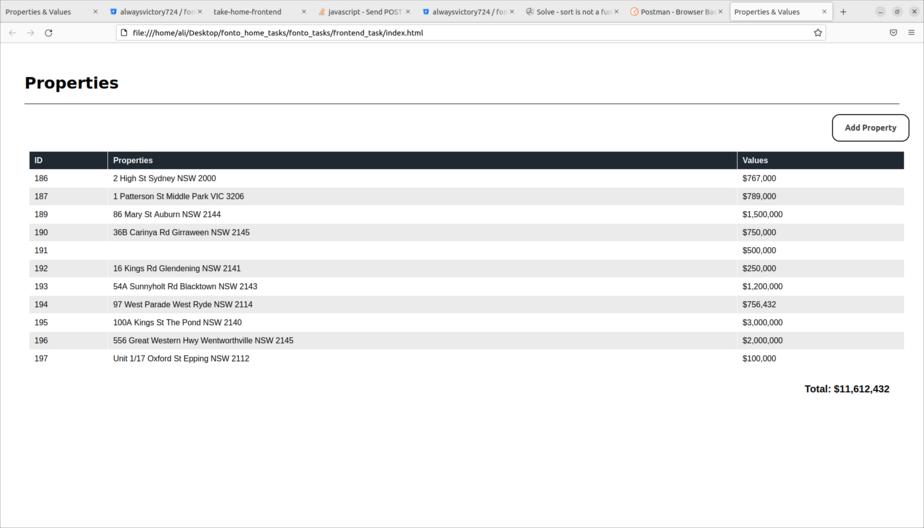 Properties & Values
alwaysvictory724 / fon
take-home-frontend
javascript - Send POST
alwaysvictory724 / fon
Solve - sort is not a fun
Postman - Browser Ba
Properties & Values
file:///home/ali/Desktop/fonto_home_tasks/fonto_tasks/frontend_task/index.html
Properties
Add Property
ID Properties Values
186 2 High St Sydney NSW 2000 $767,000
187 1 Patterson St Middle Park VIC 3206 $789,000
189 86 Mary St Auburn NSW 2144 $1,500,000
190 36B Carinya Rd Girraween NSW 2145 $750,000
191 $500,000
192 16 Kings Rd Glendening NSW 2141 $250,000
193 54A Sunnyholt Rd Blacktown NSW 2143 $1,200,000
194 97 West Parade West Ryde NSW 2114 $756,432
195 100A Kings St The Pond NSW 2140 $3,000,000
196 556 Great Western Hwy Wentworthville NSW 2145 $2,000,000
197 Unit 1/17 Oxford St Epping NSW 2112 $100,000
Total: $11,612,432